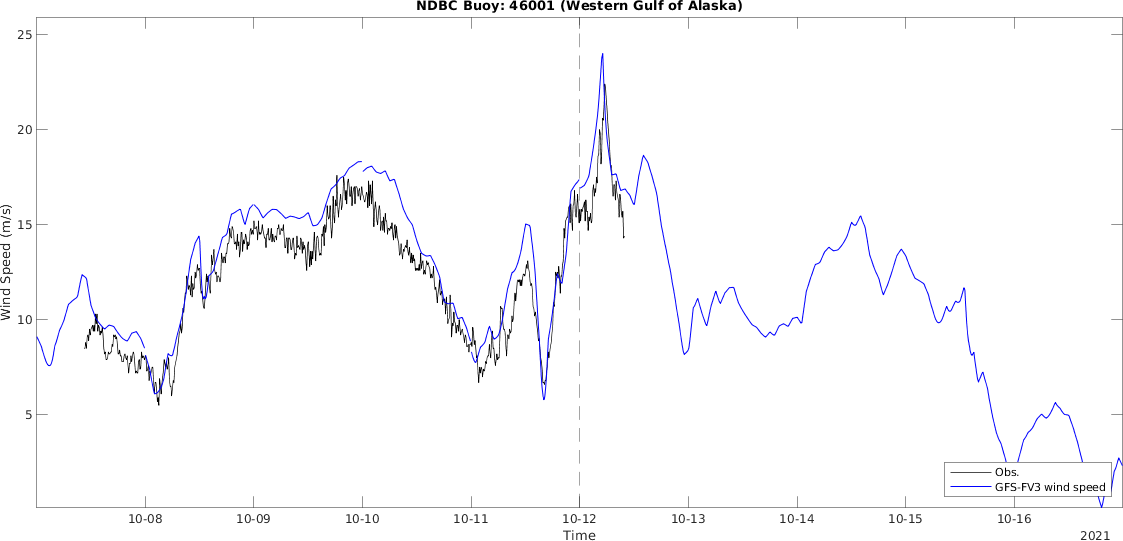 NDBC Buoy: 46001 (Western Gulf of Alaska)
25
20
15
10
5
Wind Speed (m/s)
10-08 10-09 10-10 10-11 10-12 10-13 10-14 10-15 10-16
Time
2021
Obs.
GFS-FV3 wind speed